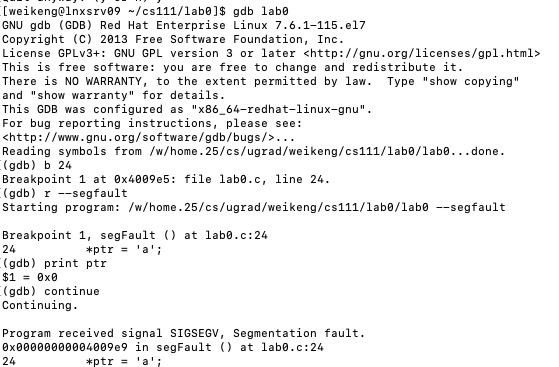 [[weikeng@lnxsrv09 ~/cs111/lab0]$ gdb lab0
GNU gdb (GDB) Red Hat Enterprise Linux 7.6.1-115.el7
Copyright (C) 2013 Free Software Foundation, Inc.
License GPLv3+: GNU GPL version 3 or later <http://gnu.org/licenses/gpl.html>
This is free software: you are free to change and redistribute it.
There is NO WARRANTY, to the extent permitted by law.  Type "show copying"
and "show warranty" for details.
This GDB was configured as "x86_64-redhat-linux-gnu".
For bug reporting instructions, please see:
<http://www.gnu.org/software/gdb/bugs/>...
Reading symbols from /w/home.25/cs/ugrad/weikeng/cs111/lab0/lab0...done.
[(gdb) b 24
Breakpoint 1 at 0x4009e5: file lab0.c, line 24.
[(gdb) r --segfault
Starting program: /w/home.25/cs/ugrad/weikeng/cs111/lab0/lab0 --segfault
Breakpoint 1, segFault () at lab0.c:24
24          *ptr = 'a';
[(gdb) print ptr
$1 = 0x0
[(gdb) continue
Continuing.
Program received signal SIGSEGV, Segmentation fault.
0x00000000004009e9 in segFault () at lab0.c:24
24          *ptr = 'a';